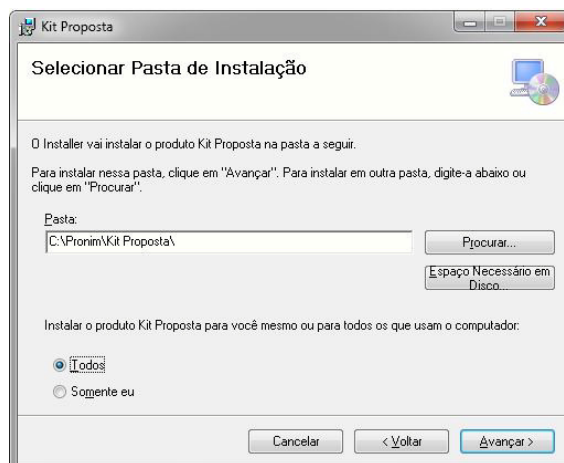 Kit Proposta
Selecionar Pasta de Instalação
O Installer vai instalar o produto Kit Proposta na pasta a seguir.
Para instalar nessa pasta, clique em "Avançar". Para instalar em outra pasta, digite-a abaixo ou
clique em "Procurar".
Pasta:
C:\Pronim\Kit Proposta\
Procurar...
Espaço Necessário em
Disco...
Instalar o produto Kit Proposta para você mesmo ou para todos os que usam o computador:
Todos
Somente eu
Cancelar
< Voltar
Avançar >